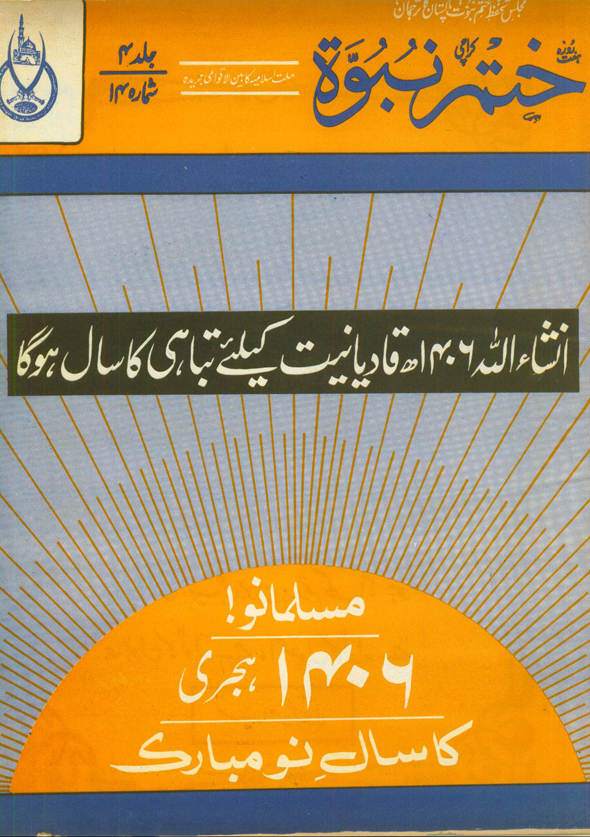 مجلس تحفظ ختم نبوت پاکستان کا ترجمان
ہفت روزہ
ختم نبوۃ
کراچی
ملت اسلامیہ کا بین الاقوامی جریدہ
جلد ۴
شمارہ ۱۴
انشاء اللہ ۱۴۰۶ھ قادیانیت کیلئے تباہی کا سال ہوگا
مسلمانو!
۱۴۰۶ ہجری
کا سالِ نو مبارک